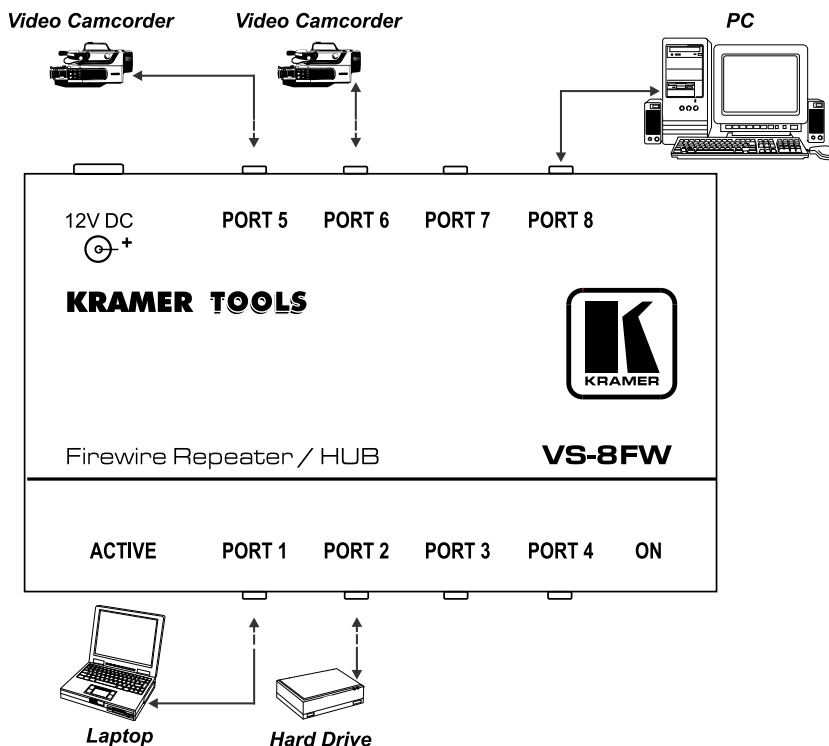 Video Camcorder Video Camcorder PC
12V DC PORT 5 PORT 6 PORT 7 PORT 8
+
KRAMER TOOLS
KRAMER
Firewire Repeater / HUB VS-8FW
ACTIVE PORT 1 PORT 2 PORT 3 PORT 4 ON
Laptop Hard Drive